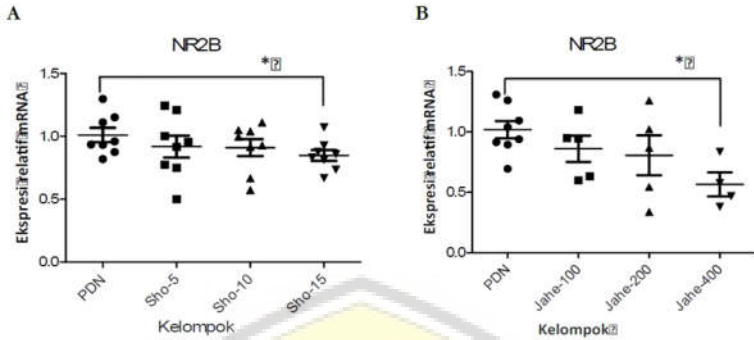 A
NR2B
*⍰
1.5
1.0
0.5
0.0
Ekspresi⍰relatif⍰mRNA⍰
PDN
Sho-5
Sho-10
Sho-15
Kelompok
B
NR2B
*⍰
1.5
1.0
0.5
0.0
Ekspresi⍰relatif⍰mRNA⍰
PDN
Jahe-100
Jahe-200
Jahe-400
Kelompok⍰